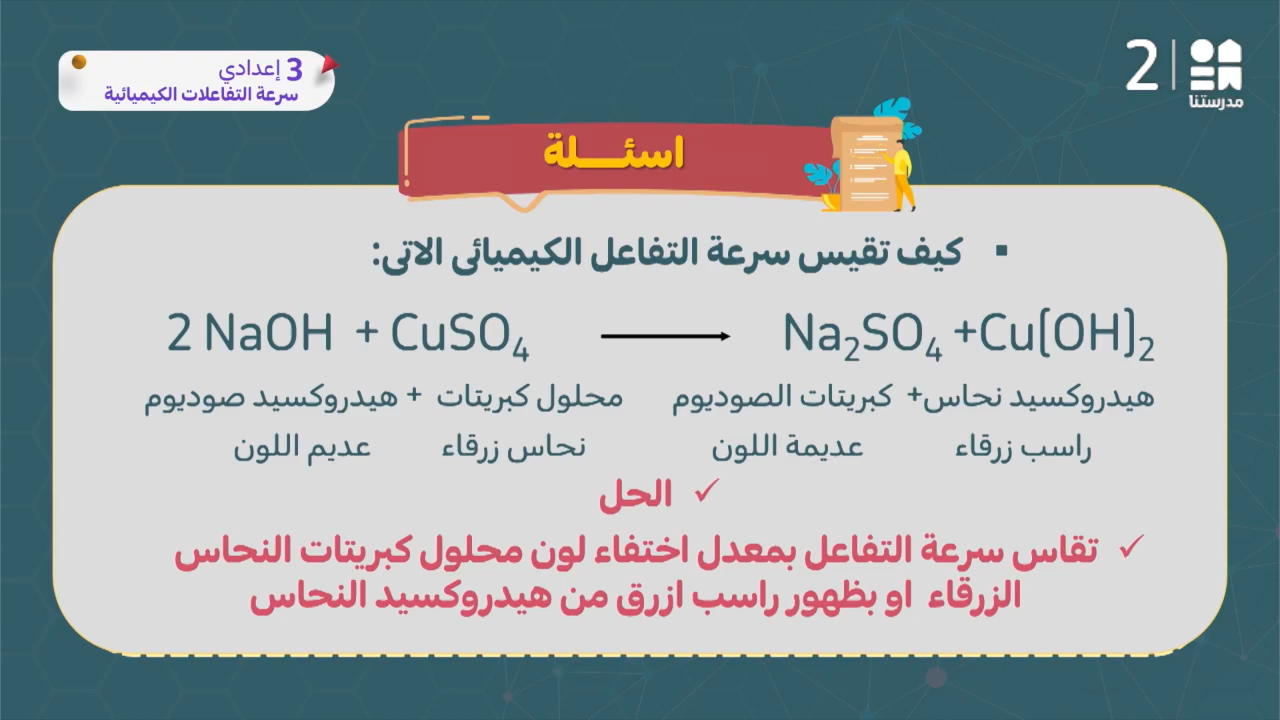 3 إعدادي
سرعة التفاعلات الكيميائية
2
مدرستنا
اسئـــلة
▪ كيف تقيس سرعة التفاعل الكيميائى الاتى:
2 NaOH + CuSO₄ ⟶ Na₂SO₄ +Cu(OH)₂
هيدروكسيد صوديوم + محلول كبريتات كبريتات الصوديوم +هيدروكسيد نحاس
عديم اللون نحاس زرقاء عديمة اللون راسب زرقاء
✓ الحل
✓ تقاس سرعة التفاعل بمعدل اختفاء لون محلول كبريتات النحاس
الزرقاء او بظهور راسب ازرق من هيدروكسيد النحاس